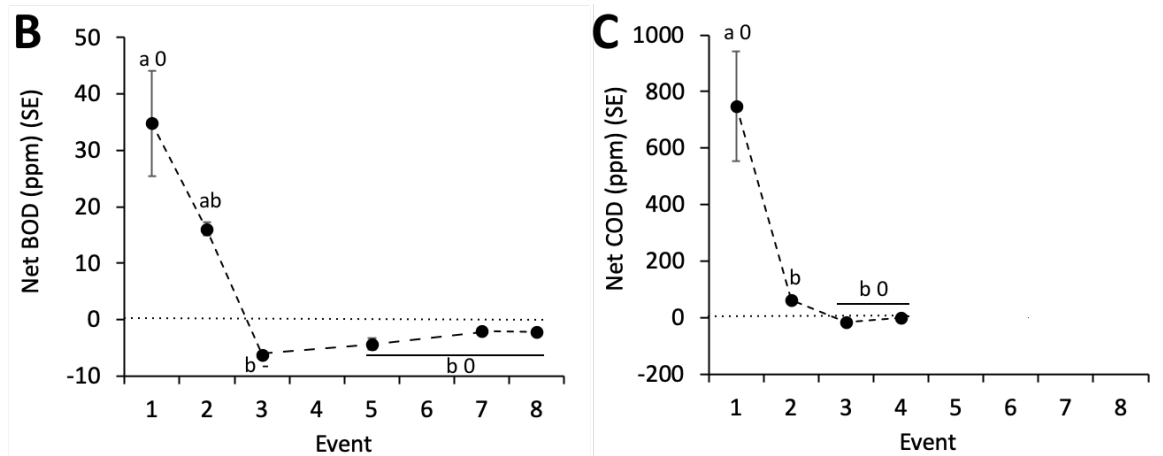 B
Net BOD (ppm) (SE)
50
40
30
20
10
0
-10
a 0
ab
b -
b 0
1 2 3 4 5 6 7 8
Event
C
Net COD (ppm) (SE)
1000
800
600
400
200
0
-200
a 0
b
b 0
1 2 3 4 5 6 7 8
Event